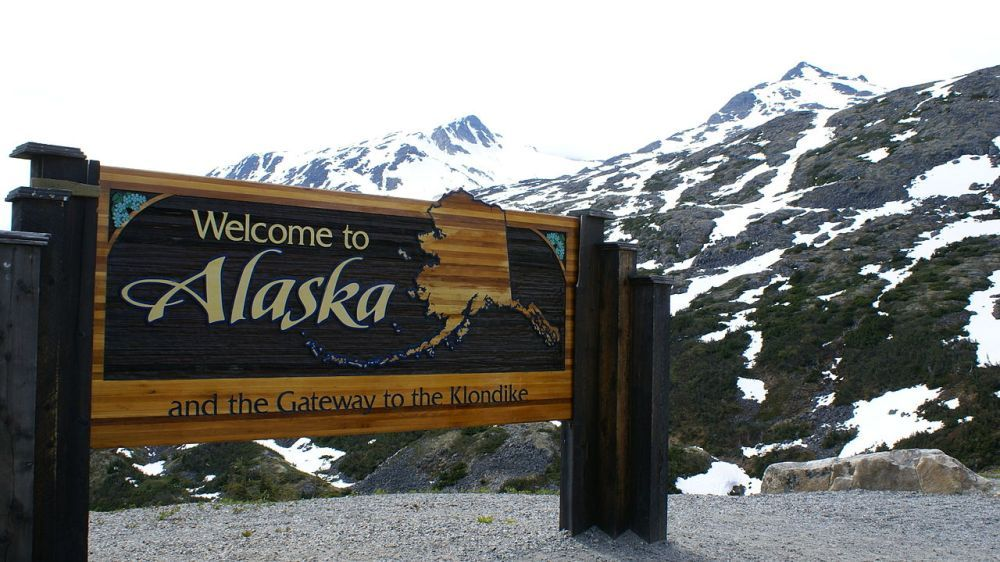 Welcome to
Alaska
and the Gateway to the Klondike